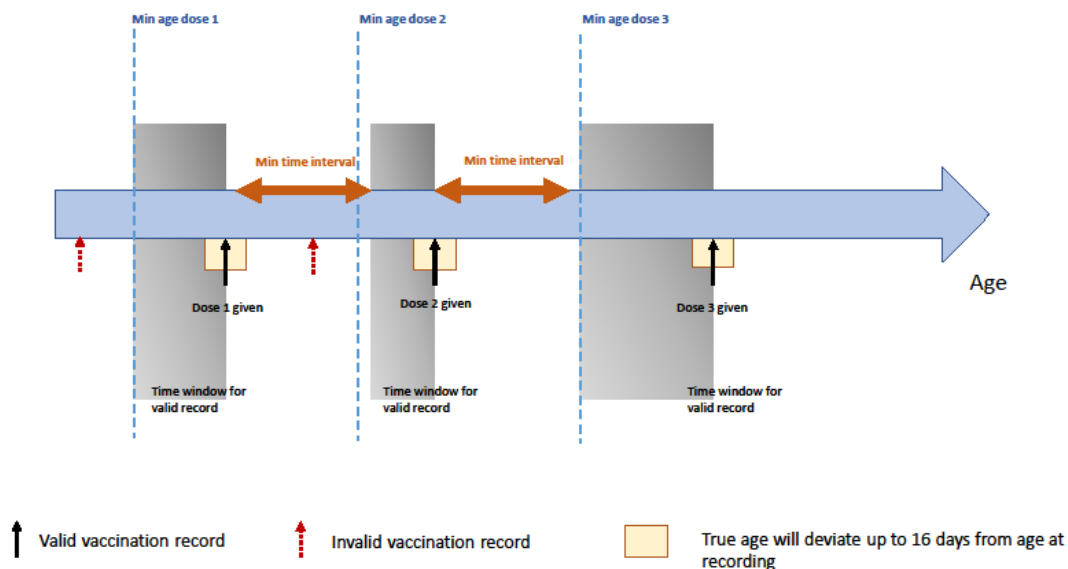 Min age dose 1
Min age dose 2
Min age dose 3
Min time interval
Min time interval
Age
Dose 1 given
Dose 2 given
Dose 3 given
Time window for
valid record
Time window for
valid record
Time window for
valid record
Valid vaccination record
Invalid vaccination record
True age will deviate up to 16 days from age at
recording